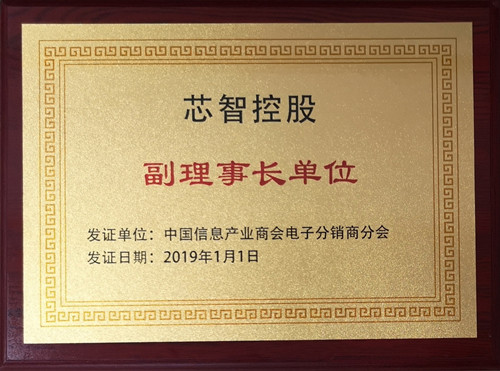 芯智控股
副理事长单位
发证单位：中国信息产业商会电子分销商分会
发证日期：2019年1月1日